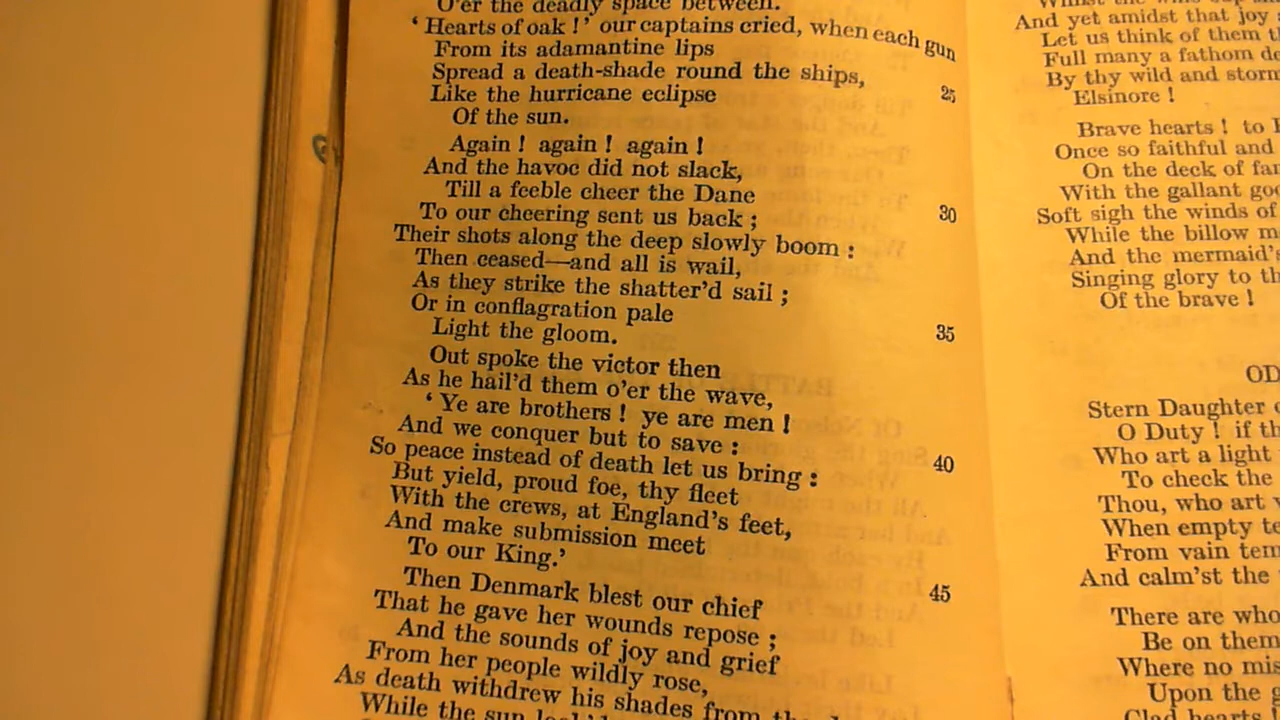 O'er the deadly space between.
‘ Hearts of oak !’ our captains cried, when each gun
From its adamantine lips
Spread a death-shade round the ships,
Like the hurricane eclipse 25
Of the sun.
Again ! again ! again !
And the havoc did not slack,
Till a feeble cheer the Dane
To our cheering sent us back ; 30
Their shots along the deep slowly boom :
Then ceased—and all is wail,
As they strike the shatter'd sail ;
Or in conflagration pale
Light the gloom. 35
Out spoke the victor then
As he hail'd them o'er the wave,
‘ Ye are brothers ! ye are men !
And we conquer but to save :
So peace instead of death let us bring : 40
But yield, proud foe, thy fleet
With the crews, at England's feet,
And make submission meet
To our King.’
Then Denmark blest our chief 45
That he gave her wounds repose ;
And the sounds of joy and grief
From her people wildly rose,
As death withdrew his shades from the
While the sun
And yet amidst that joy
Let us think of them
Full many a fathom
By thy wild and
Elsinore !
Brave hearts ! to
Once so faithful and
On the deck of
With the gallant
Soft sigh the winds of
While the billow
And the mermaid's
Singing glory to
Of the brave !
OD
Stern Daughter
O Duty ! if
Who art a light
To check the
Thou, who art
When empty
From vain
And calm'st the
There are who
Be on them
Where no
Upon the
Glad hearts !